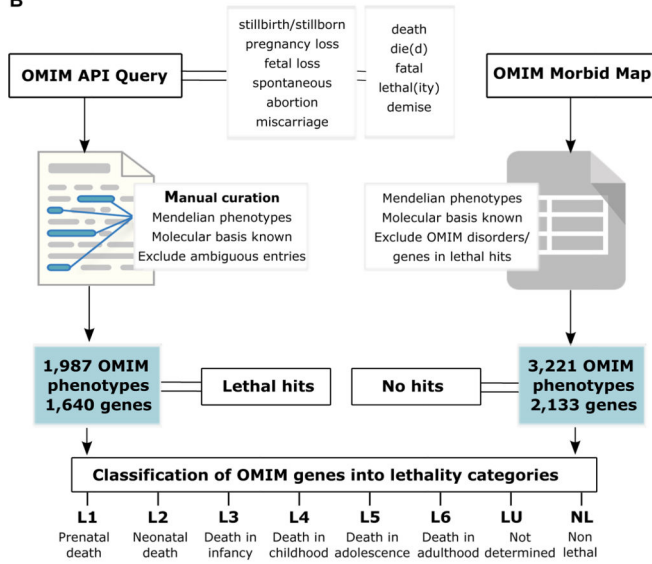 B
stillbirth/stillborn
pregnancy loss
fetal loss
spontaneous
abortion
miscarriage
death
die(d)
fatal
lethal(ity)
demise
OMIM API Query
OMIM Morbid Map
Manual curation
Mendelian phenotypes
Molecular basis known
Exclude ambiguous entries
Mendelian phenotypes
Molecular basis known
Exclude OMIM disorders/
genes in lethal hits
1,987 OMIM
phenotypes
1,640 genes
Lethal hits
No hits
3,221 OMIM
phenotypes
2,133 genes
Classification of OMIM genes into lethality categories
L1 L2 L3 L4 L5 L6 LU NL
Prenatal Neonatal Death in Death in Death in Death in Not Non
death death infancy childhood adolescence adulthood determined lethal